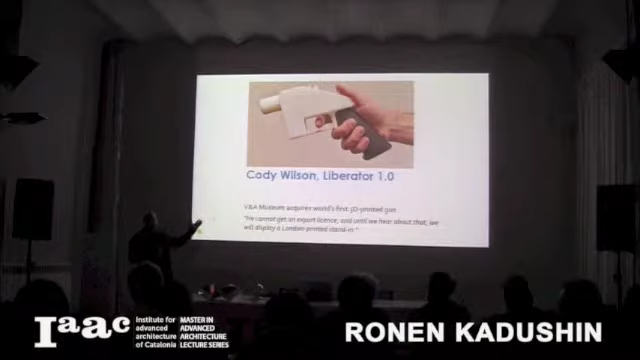 Cody Wilson, Liberator 1.0
V&A Museum acquires world's first 3D-printed gun
"He cannot get an export licence, and until we hear about that, we
will display a London-printed stand-in."
Iaac
Institute for
advanced
architecture
of Catalonia
MASTER IN
ADVANCED
ARCHITECTURE
LECTURE SERIES
RONEN KADUSHIN